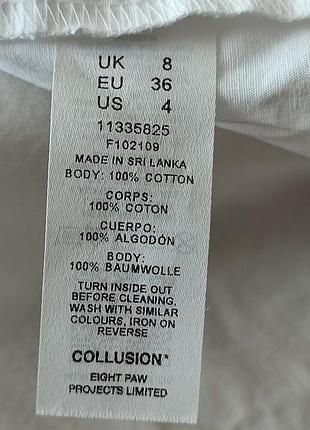 UK 8
EU 36
US 4
11335825
F102109
MADE IN SRI LANKA
BODY: 100% COTTON
CORPS:
100% COTON
CUERPO:
100% ALGODÓN
BODY:
100% BAUMWOLLE
TURN INSIDE OUT
BEFORE CLEANING.
WASH WITH SIMILAR
COLOURS, IRON ON
REVERSE
COLLUSION™
EIGHT PAW
PROJECTS LIMITED